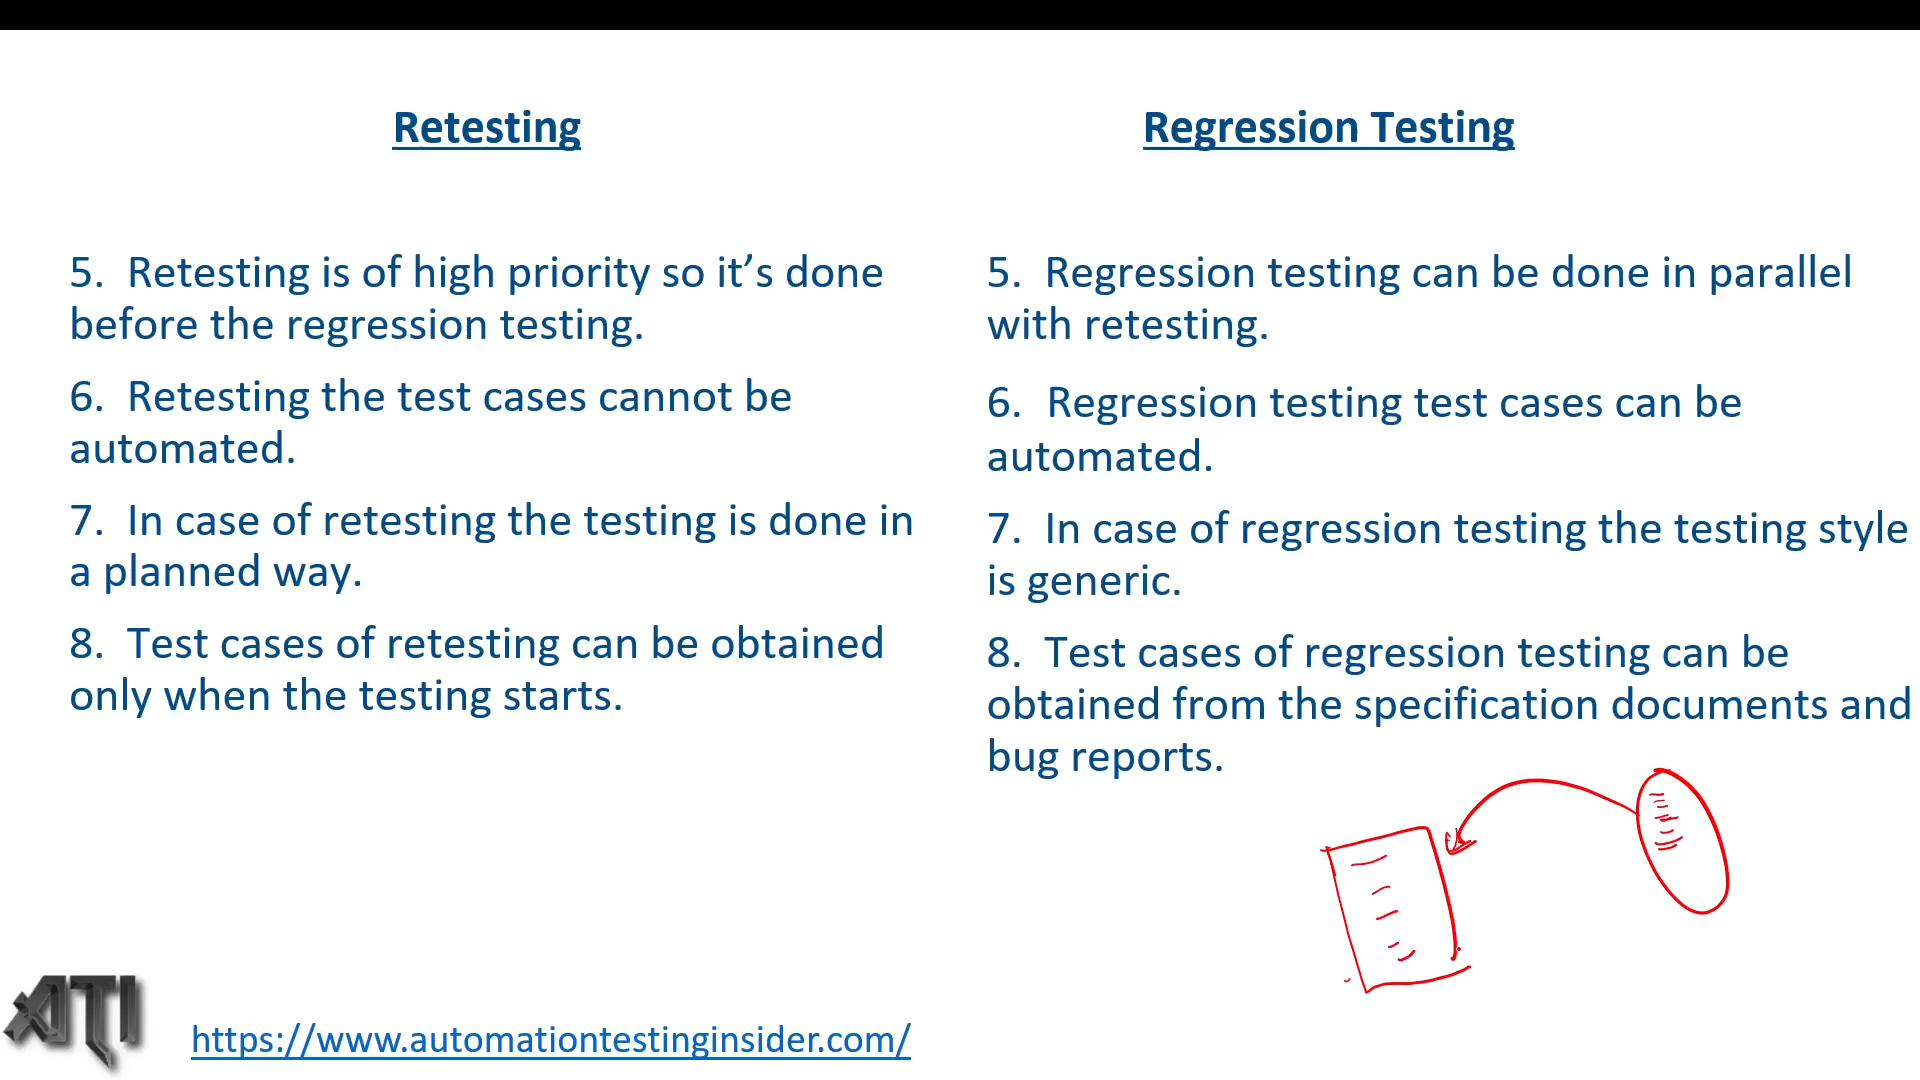 Retesting
5. Retesting is of high priority so it’s done
before the regression testing.
6. Retesting the test cases cannot be
automated.
7. In case of retesting the testing is done in
a planned way.
8. Test cases of retesting can be obtained
only when the testing starts.
Regression Testing
5. Regression testing can be done in parallel
with retesting.
6. Regression testing test cases can be
automated.
7. In case of regression testing the testing style
is generic.
8. Test cases of regression testing can be
obtained from the specification documents and
bug reports.
ATI
https://www.automationtestinginsider.com/